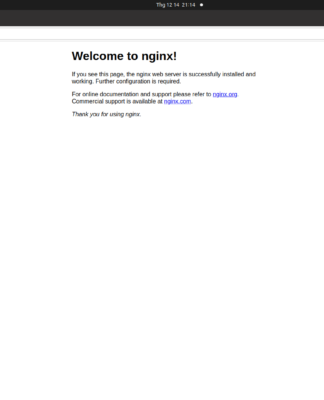 Thg 12 14 21:14
Welcome to nginx!
If you see this page, the nginx web server is successfully installed and
working. Further configuration is required.
For online documentation and support please refer to nginx.org.
Commercial support is available at nginx.com.
Thank you for using nginx.